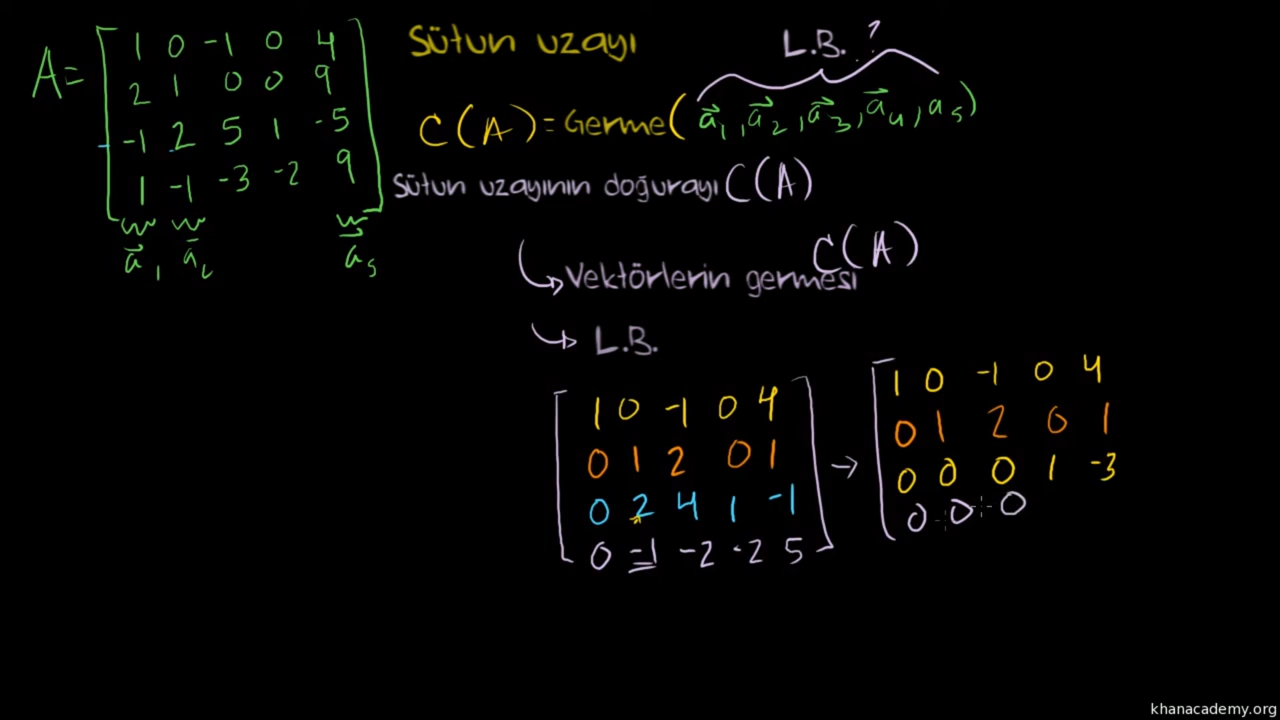 A= [ 1 0 -1 0 4
2 1 0 0 9
-1 2 5 1 -5
1 -1 -3 -2 9 ]
a⃗1 a⃗2 a⃗5
Sütun uzayı
L.B. ?
C(A)=Germe(a⃗1,a⃗2,a⃗3,a⃗4,a5)
Sütun uzayının doğurayı C(A)
C(A)
Vektörlerin germesi
L.B.
[ 1 0 -1 0 4
0 1 2 0 1
0 2 4 1 -1
0 -1 -2 -2 5 ] →
[ 1 0 -1 0 4
0 1 2 0 1
0 0 0 1 -3
0 0 0
khanacademy.org